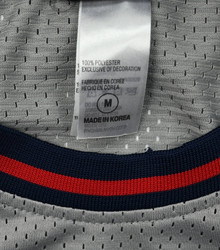 100% POLYESTER
EXCLUSIVE OF DECORATION
FABRIQUÉ EN CORÉE
HECHO EN COREA
M
MADE IN KOREA